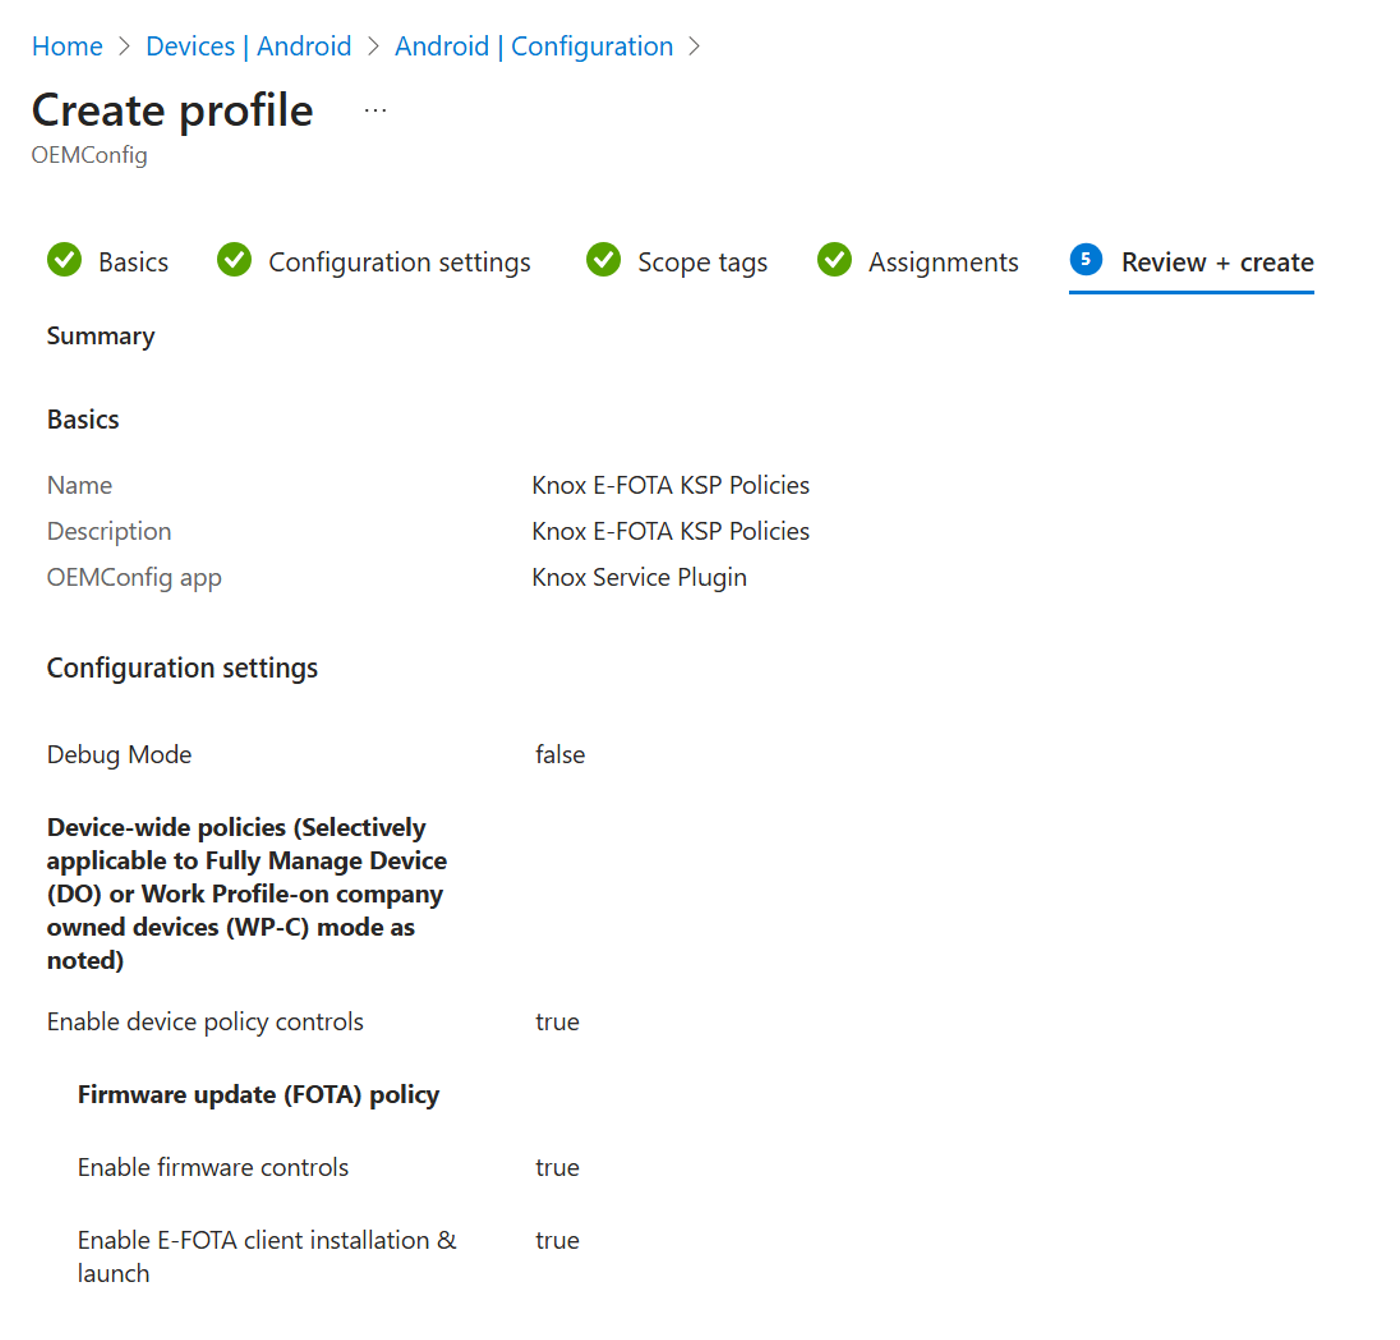 Home > Devices | Android > Android | Configuration >
Create profile ...
OEMConfig
Basics Configuration settings Scope tags Assignments 5 Review + create
Summary
Basics
Name Knox E-FOTA KSP Policies
Description Knox E-FOTA KSP Policies
OEMConfig app Knox Service Plugin
Configuration settings
Debug Mode false
Device-wide policies (Selectively
applicable to Fully Manage Device
(DO) or Work Profile-on company
owned devices (WP-C) mode as
noted)
Enable device policy controls true
Firmware update (FOTA) policy
Enable firmware controls true
Enable E-FOTA client installation & true
launch